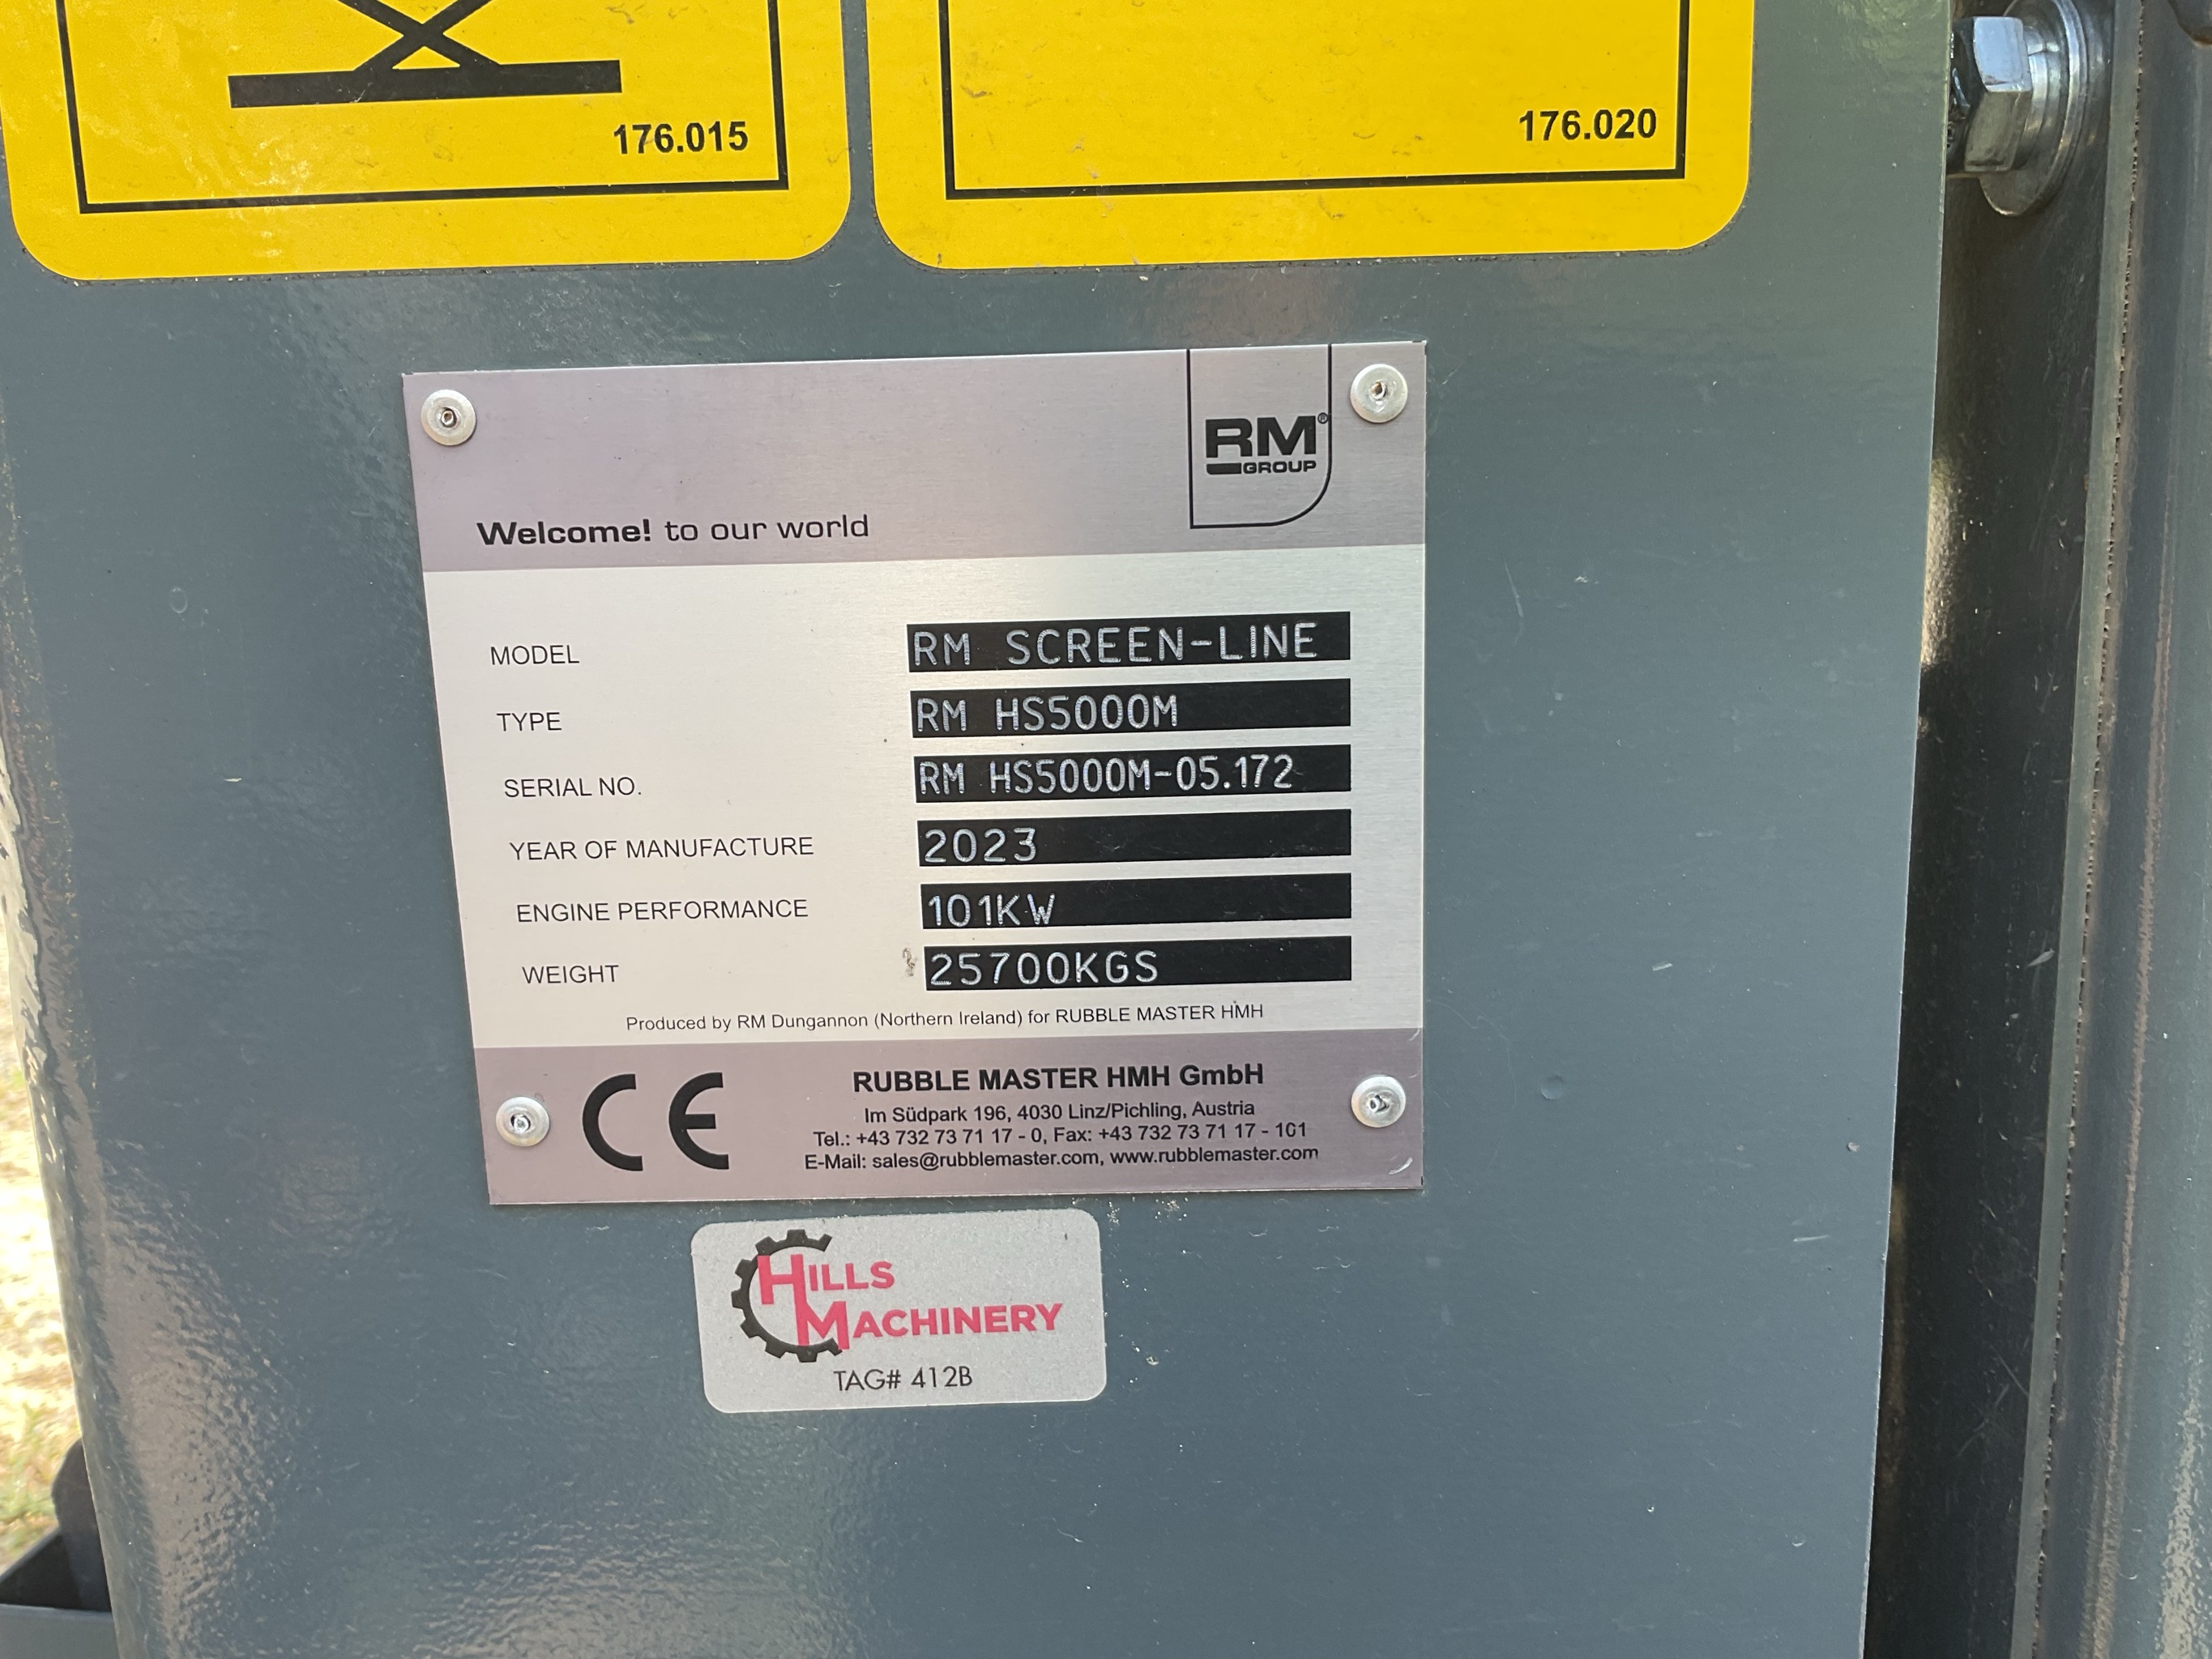 176.015
176.020
RM®
GROUP
Welcome! to our world
MODEL RM SCREEN-LINE
TYPE RM HS5000M
SERIAL NO. RM HS5000M-05.172
YEAR OF MANUFACTURE 2023
ENGINE PERFORMANCE 101KW
WEIGHT 25700KGS
Produced by RM Dungannon (Northern Ireland) for RUBBLE MASTER HMH
CE
RUBBLE MASTER HMH GmbH
Im Südpark 196, 4030 Linz/Pichling, Austria
Tel.: +43 732 73 71 17 - 0, Fax: +43 732 73 71 17 - 101
E-Mail: sales@rubblemaster.com, www.rubblemaster.com
HILLS
MACHINERY
TAG# 412B